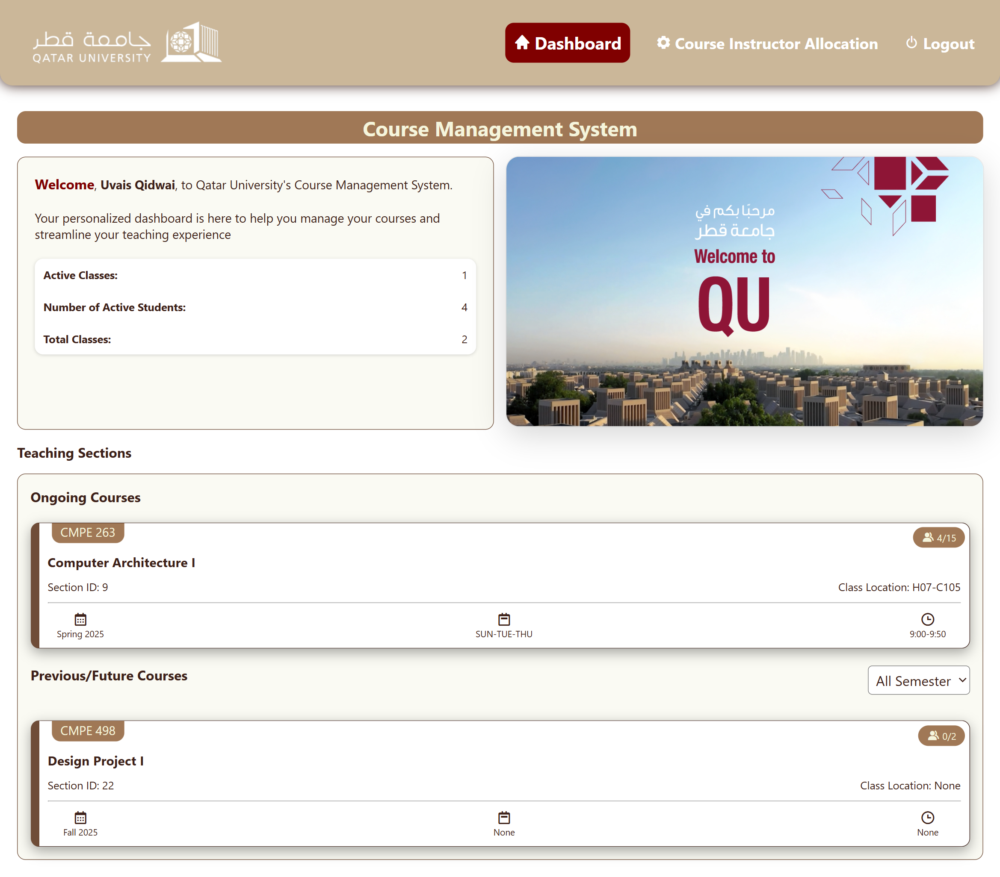 جامعة قطر
QATAR UNIVERSITY
Dashboard
Course Instructor Allocation
Logout
Course Management System
Welcome, Uvais Qidwai, to Qatar University's Course Management System.
Your personalized dashboard is here to help you manage your courses and
streamline your teaching experience
Active Classes: 1
Number of Active Students: 4
Total Classes: 2
مرحبًا بكم في
جامعة قطر
Welcome to
QU
Teaching Sections
Ongoing Courses
CMPE 263
4/15
Computer Architecture I
Section ID: 9
Class Location: H07-C105
Spring 2025
SUN-TUE-THU
9:00-9:50
Previous/Future Courses
All Semester
CMPE 498
0/2
Design Project I
Section ID: 22
Class Location: None
Fall 2025
None
None